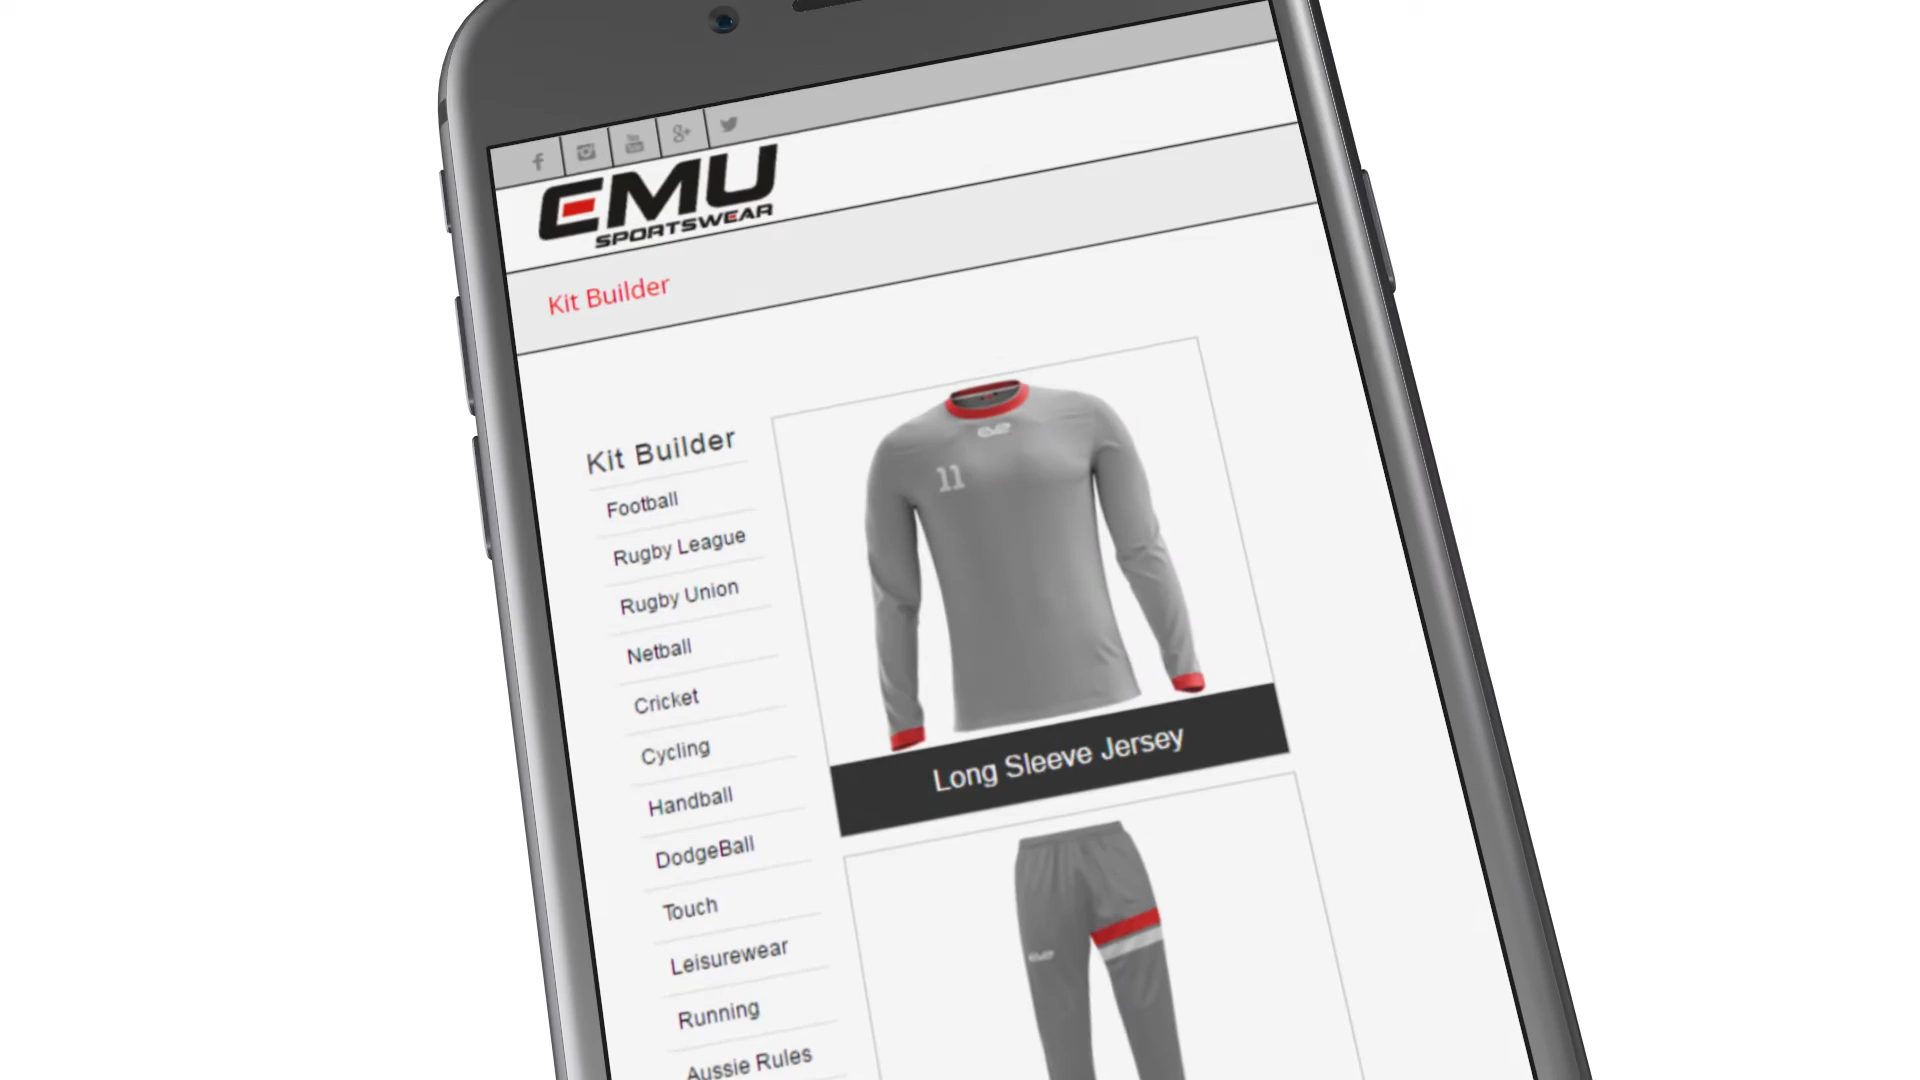 EMU
SPORTSWEAR
Kit Builder
Kit Builder
Football
Rugby League
Rugby Union
Netball
Cricket
Cycling
Handball
DodgeBall
Touch
Leisurewear
Running
Aussie Rules
11
Long Sleeve Jersey